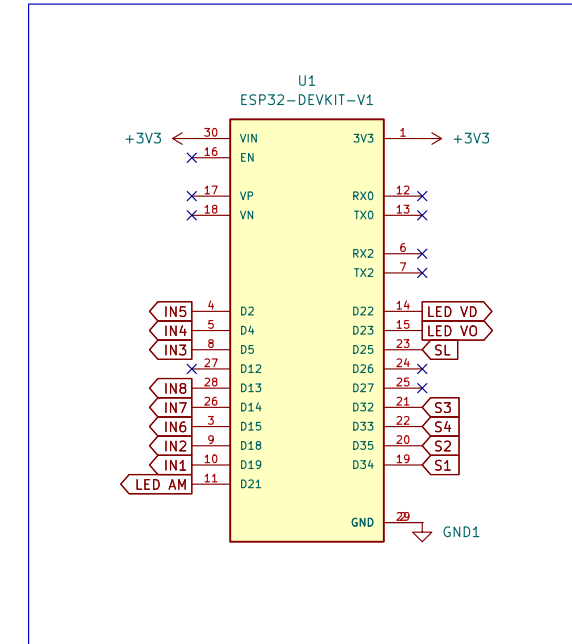 U1
ESP32-DEVKIT-V1
+3V3 30 VIN 3V3 1 +3V3
16 EN
17 VP RX0 12
18 VN TX0 13
RX2 6
TX2 7
IN5 4 D2 D22 14 LED VD
IN4 5 D4 D23 15 LED VO
IN3 8 D5 D25 23 SL
27 D12 D26 24
IN8 28 D13 D27 25
IN7 26 D14 D32 21 S3
IN6 3 D15 D33 22 S4
IN2 9 D18 D35 20 S2
IN1 10 D19 D34 19 S1
LED AM 11 D21
GND 29
GND1